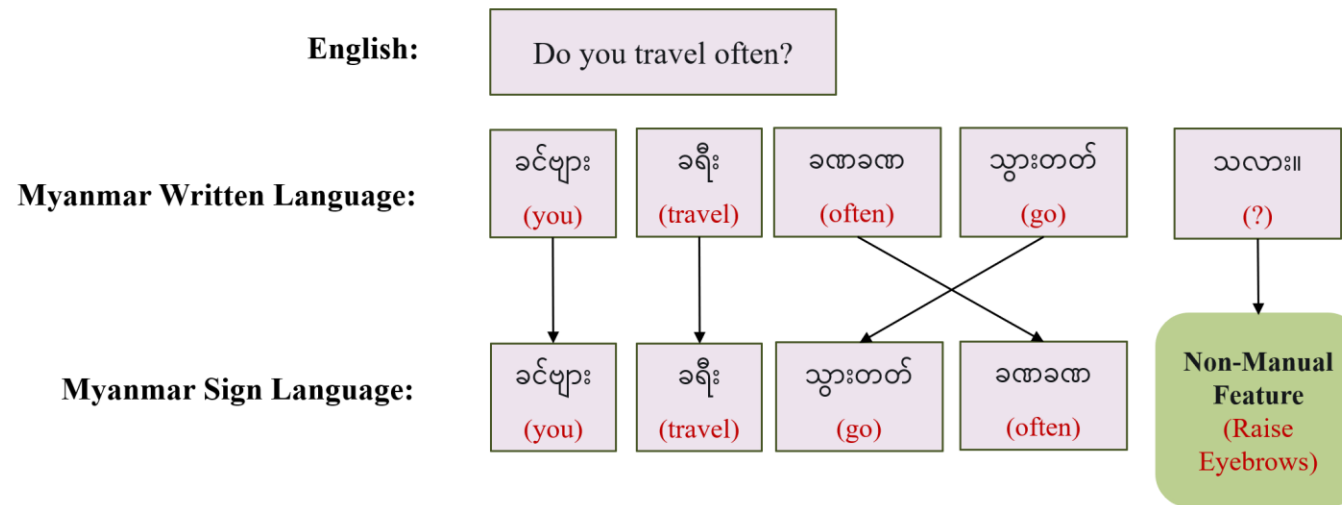 English:
Do you travel often?
Myanmar Written Language:
ခင်ဗျား
(you)
ခရီး
(travel)
ခဏခဏ
(often)
သွားတတ်
(go)
သလား။
(?)
Myanmar Sign Language:
ခင်ဗျား
(you)
ခရီး
(travel)
သွားတတ်
(go)
ခဏခဏ
(often)
Non-Manual
Feature
(Raise
Eyebrows)